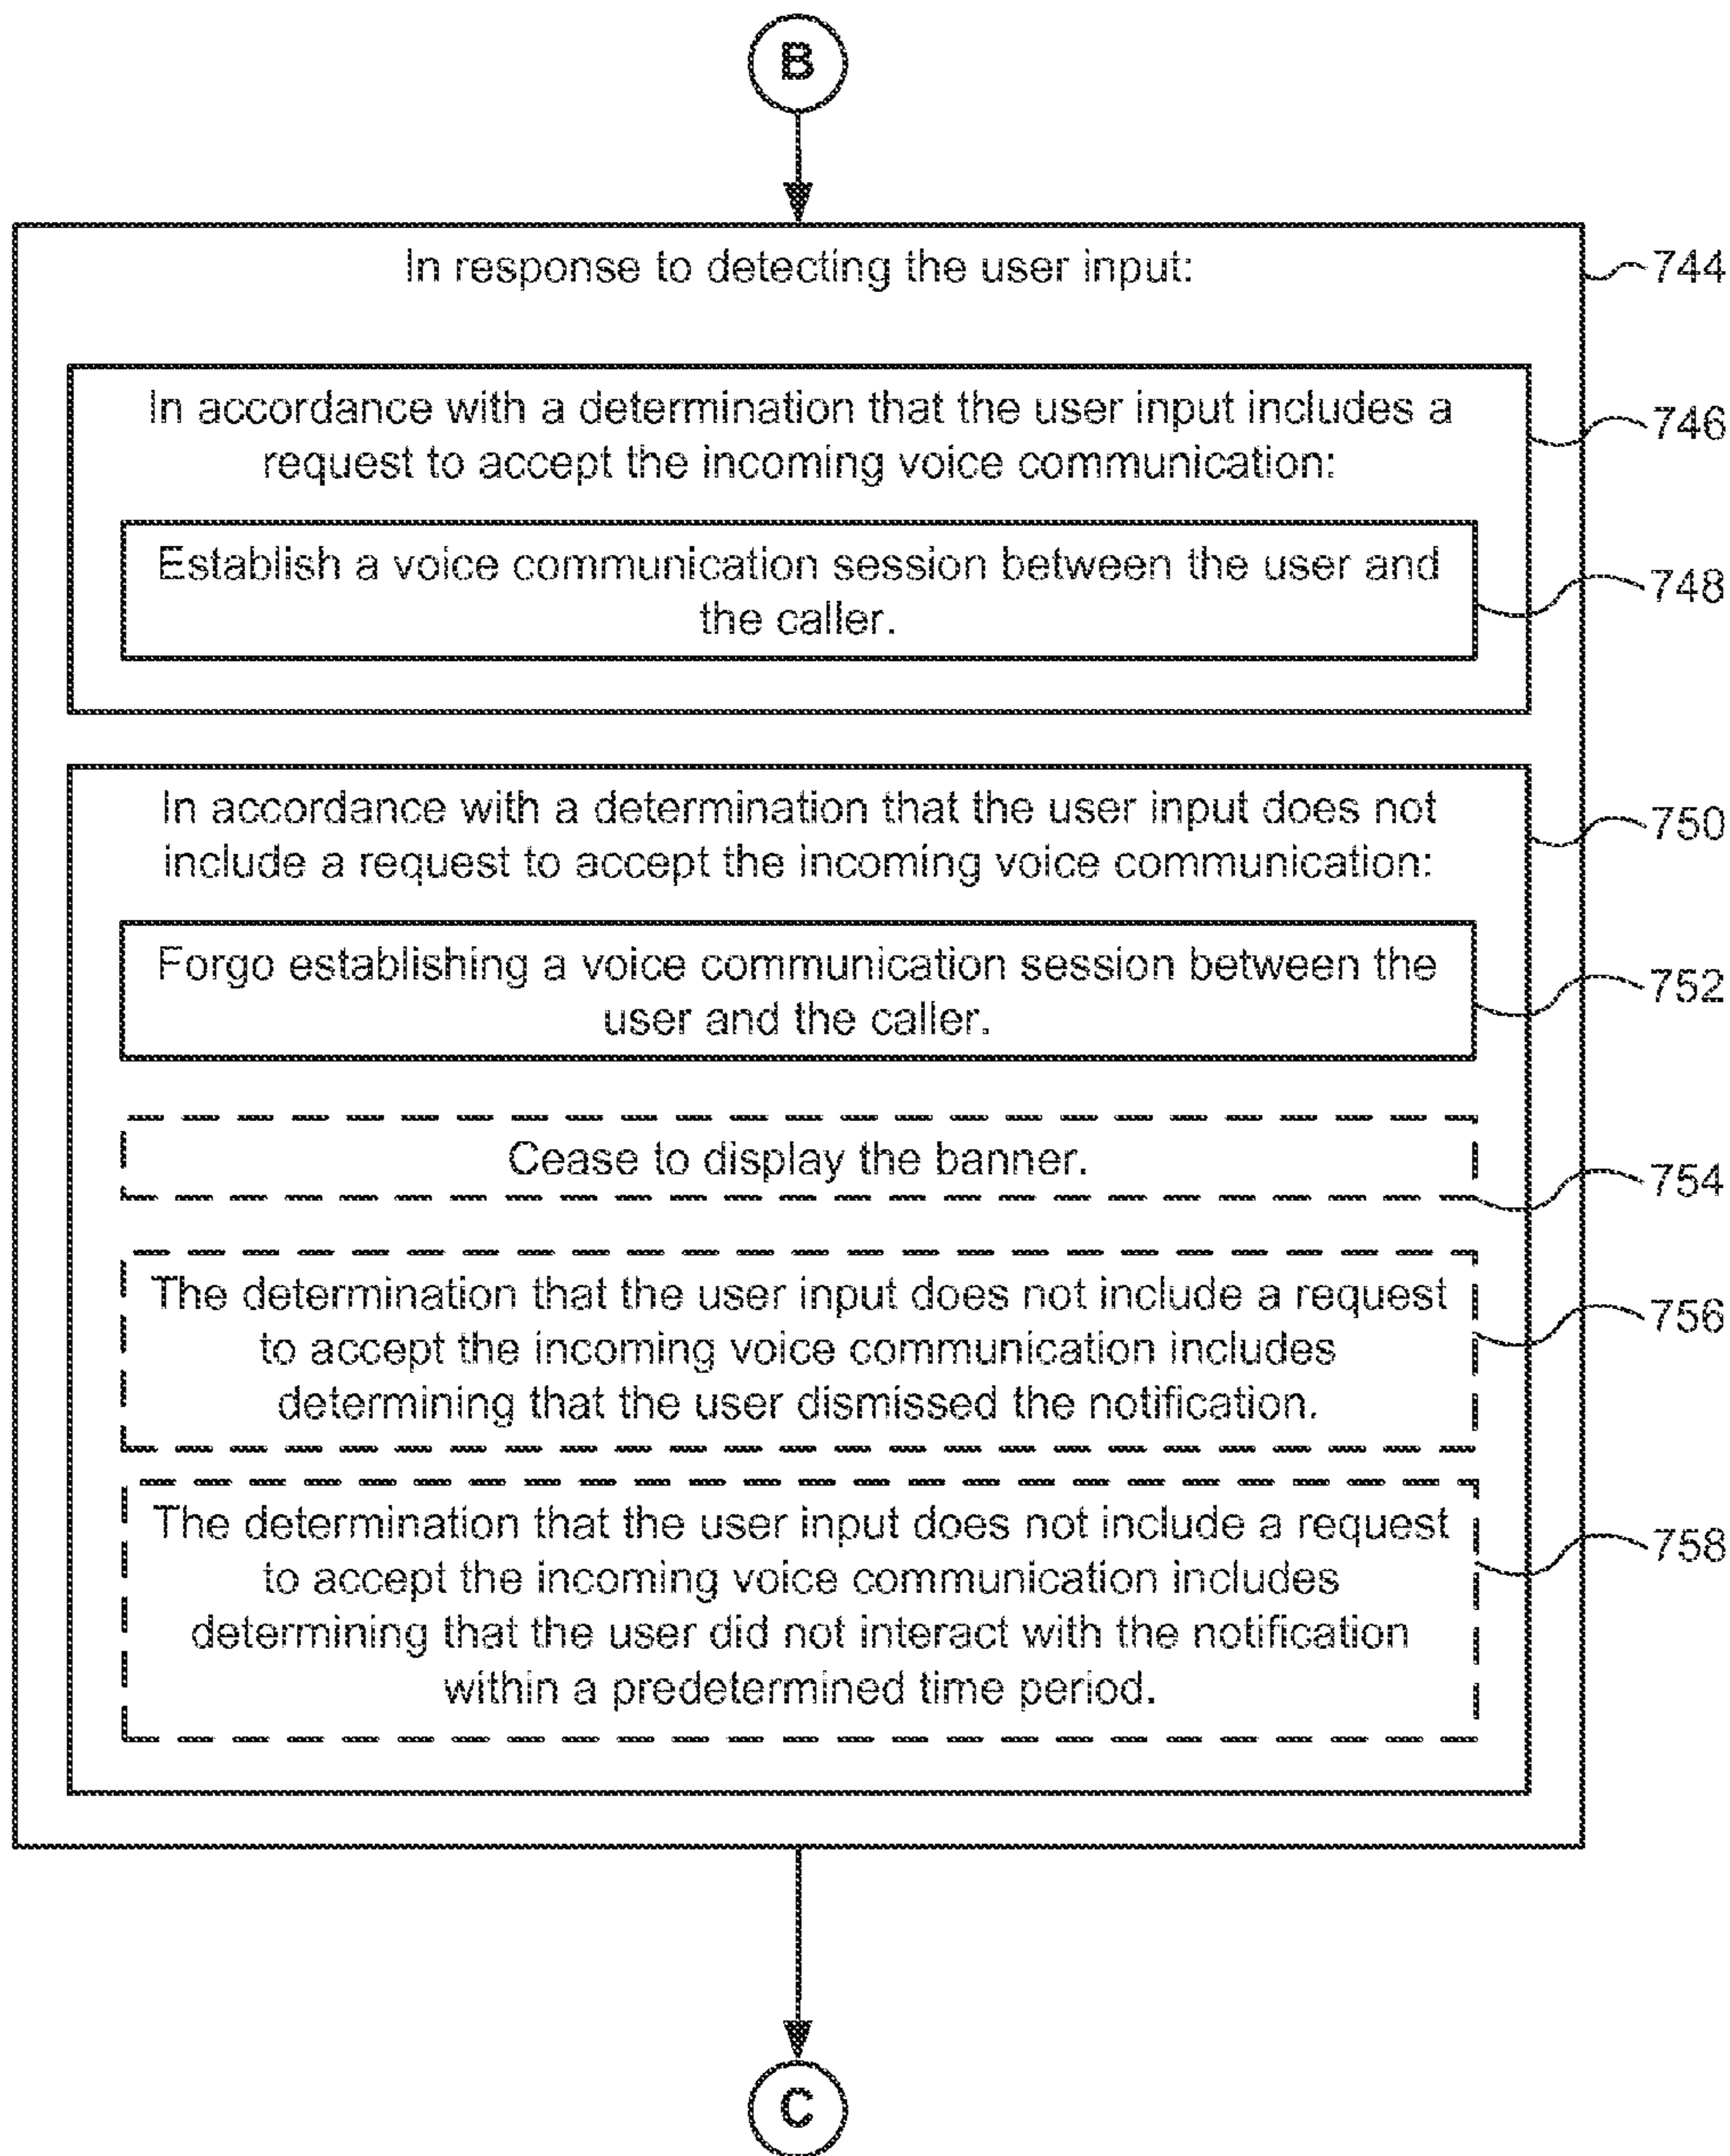 B
In response to detecting the user input:
744
In accordance with a determination that the user input includes a
request to accept the incoming voice communication:
746
Establish a voice communication session between the user and
the caller.
748
In accordance with a determination that the user input does not
include a request to accept the incoming voice communication:
750
Forgo establishing a voice communication session between the
user and the caller.
752
Cease to display the banner.
754
The determination that the user input does not include a request
to accept the incoming voice communication includes
determining that the user dismissed the notification.
756
The determination that the user input does not include a request
to accept the incoming voice communication includes
determining that the user did not interact with the notification
within a predetermined time period.
758
C